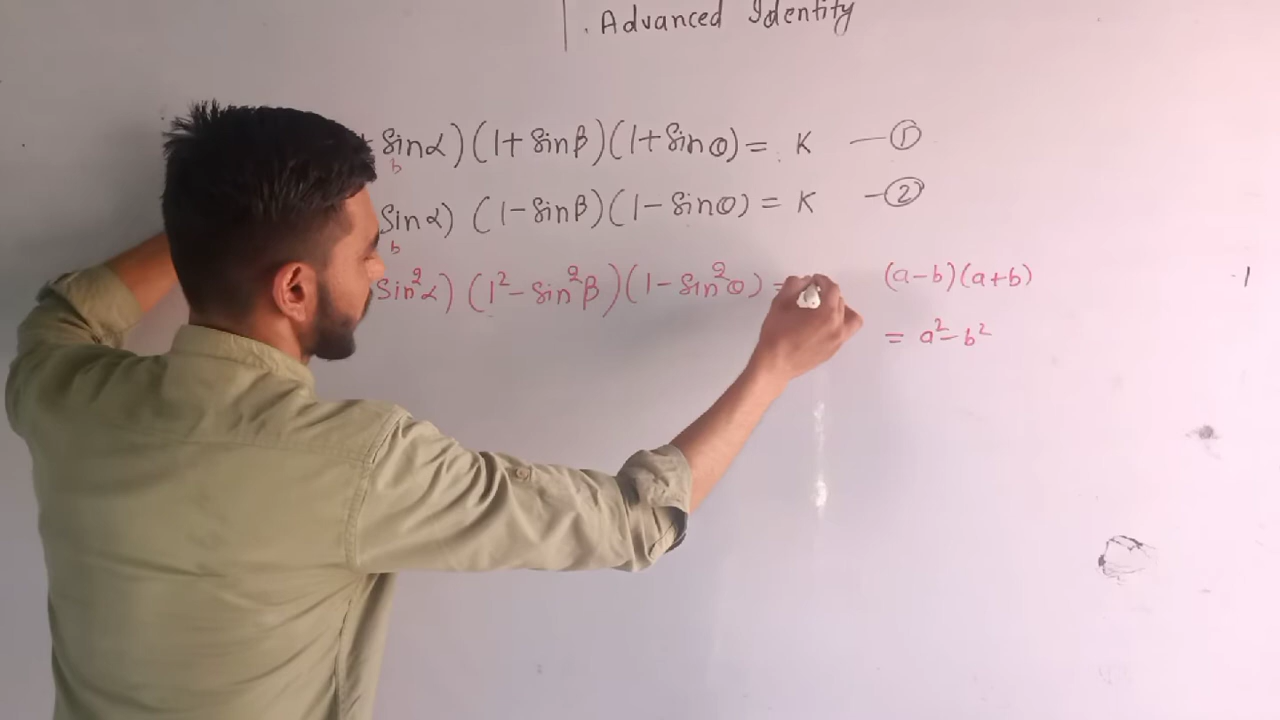 . Advanced Identity
+ sinα) (1+ sinβ) (1+ sinθ) = K — ①
b
sinα) (1 - sinβ) (1 - sinθ) = K - ②
b
sin²α) (1² - sin²β) (1 - sin²θ) =
(a-b) (a+b)
= a² - b²